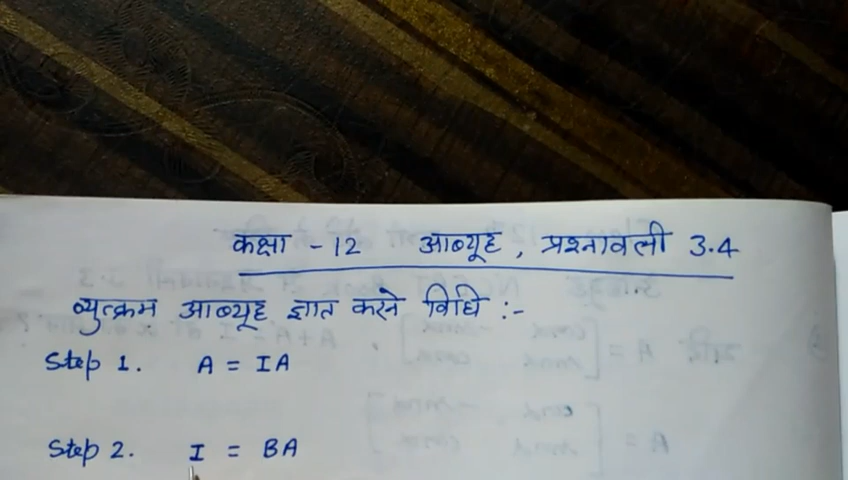 कक्षा - 12 आव्यूह, प्रश्नावली 3.4
व्युत्क्रम आव्यूह ज्ञात करने विधि :-
Step 1. A = IA
Step 2. I = BA